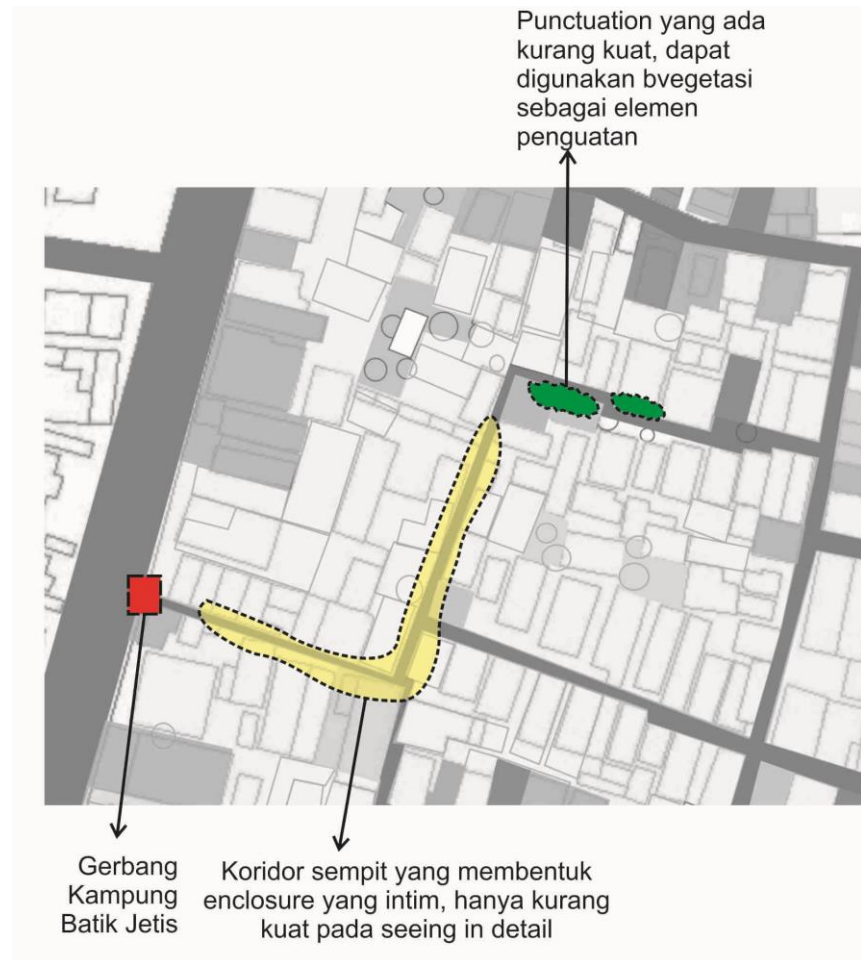 Punctuation yang ada
kurang kuat, dapat
digunakan bvegetasi
sebagai elemen
penguatan
Gerbang
Kampung
Batik Jetis
Koridor sempit yang membentuk
enclosure yang intim, hanya kurang
kuat pada seeing in detail